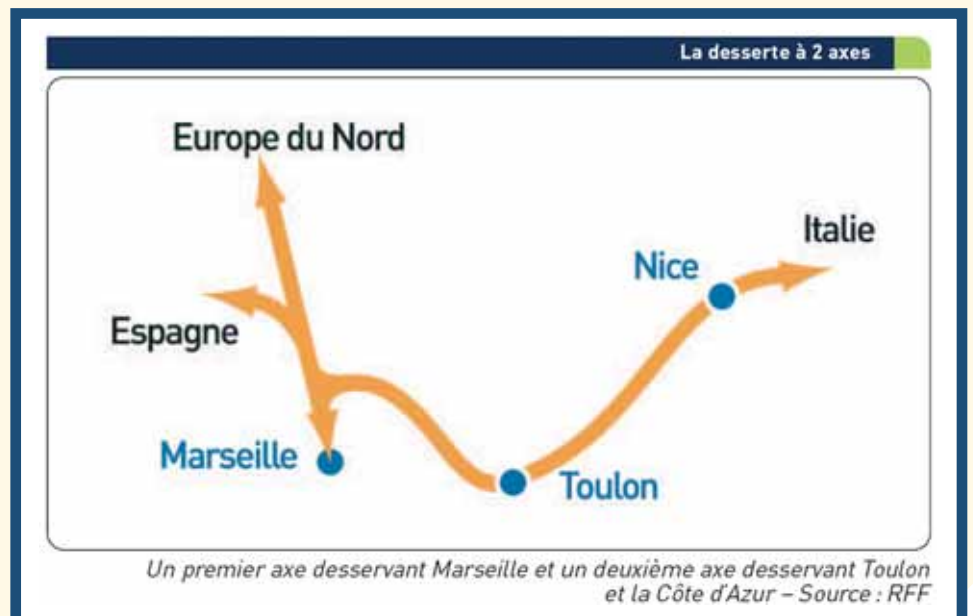 La desserte à 2 axes
Europe du Nord
Italie
Nice
Espagne
Marseille
Toulon
Un premier axe desservant Marseille et un deuxième axe desservant Toulon
et la Côte d'Azur – Source : RFF